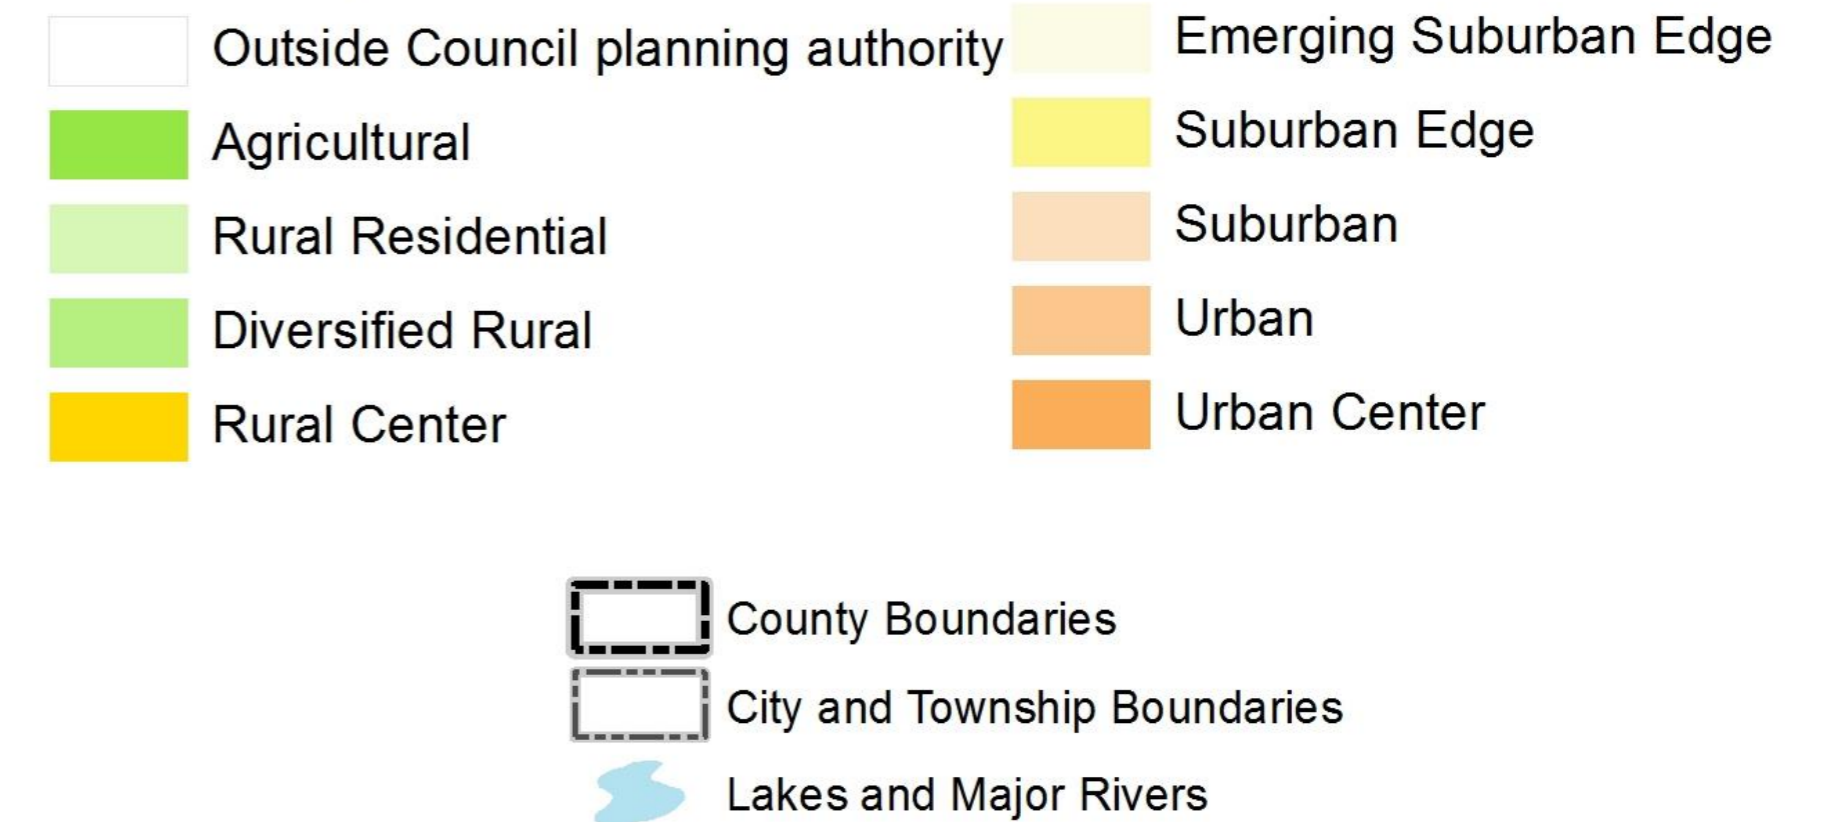 Outside Council planning authority
Agricultural
Rural Residential
Diversified Rural
Rural Center
Emerging Suburban Edge
Suburban Edge
Suburban
Urban
Urban Center
County Boundaries
City and Township Boundaries
Lakes and Major Rivers